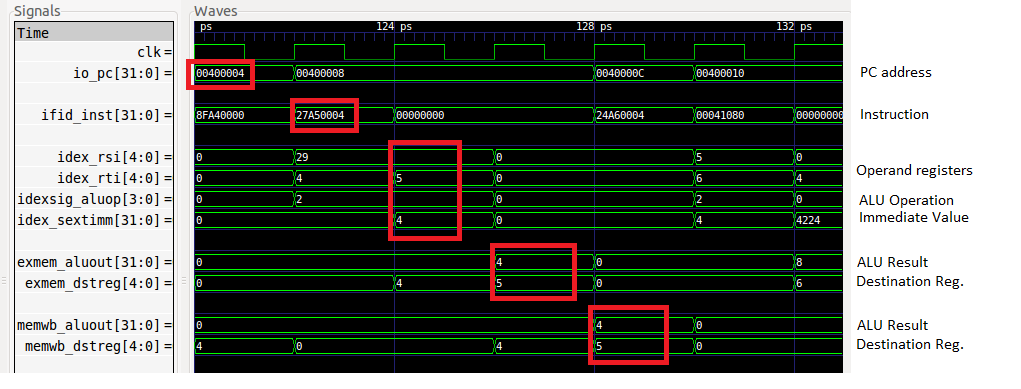 Signals
Waves
Time
ps
124 ps
128 ps
132 ps
clk =
io_pc[31:0] =
00400004
00400008
0040000C
00400010
PC address
ifid_inst[31:0] =
8FA40000
27A50004
00000000
24A60004
00041080
00000000
Instruction
idex_rsi[4:0] =
0
29
0
5
0
idex_rti[4:0] =
0
4
5
0
6
4
Operand registers
idexsig_aluop[3:0] =
0
2
0
2
0
ALU Operation
idex_sextimm[31:0] =
0
4
0
4
4224
Immediate Value
exmem_aluout[31:0] =
0
4
0
8
ALU Result
exmem_dstreg[4:0] =
0
4
5
0
6
Destination Reg.
memwb_aluout[31:0] =
0
4
0
ALU Result
memwb_dstreg[4:0] =
4
0
4
5
0
Destination Reg.